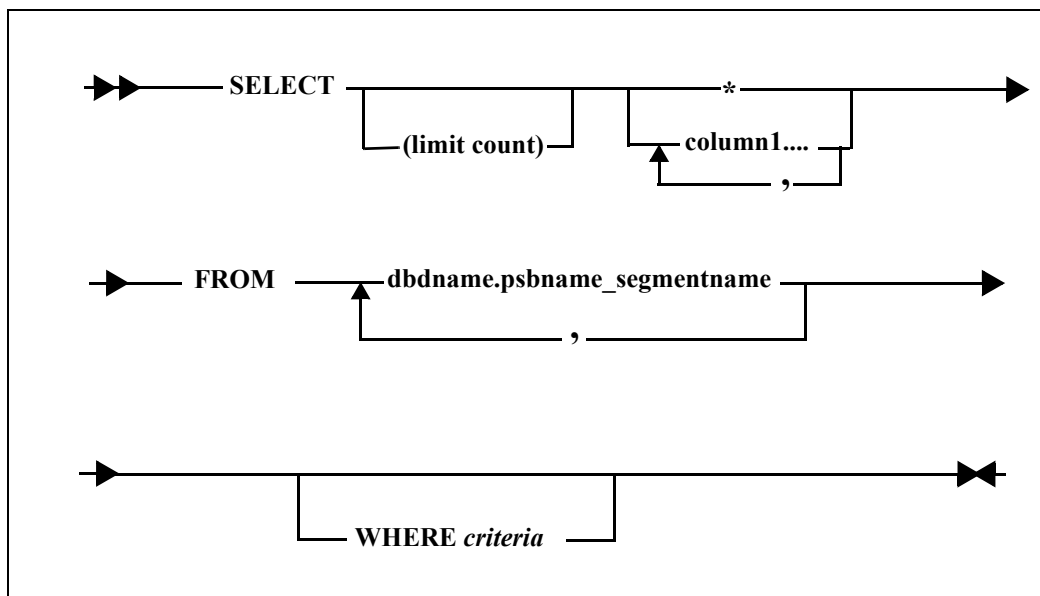 SELECT *
(limit count) column1....
,
FROM dbdname.psbname_segmentname
,
WHERE criteria